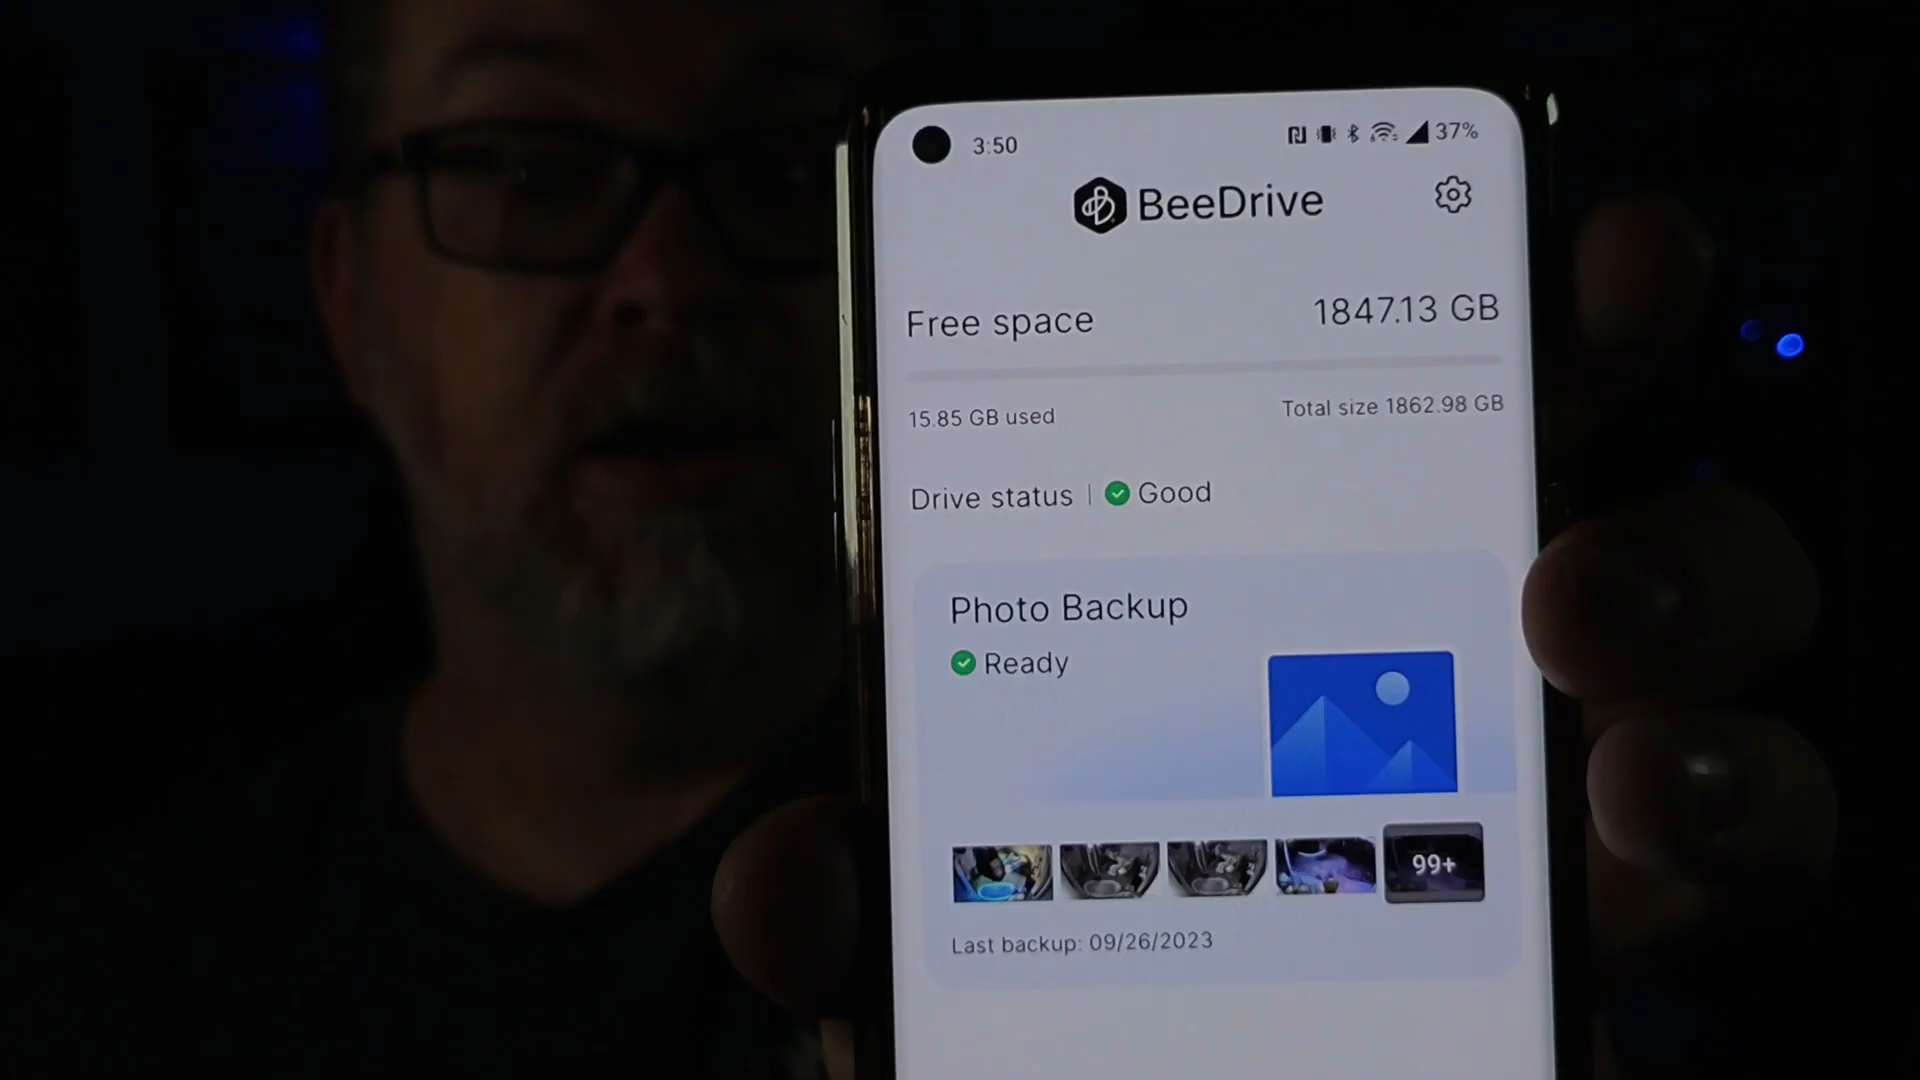 3:50
37%
BeeDrive
Free space 1847.13 GB
15.85 GB used Total size 1862.98 GB
Drive status | Good
Photo Backup
Ready
99+
Last backup: 09/26/2023